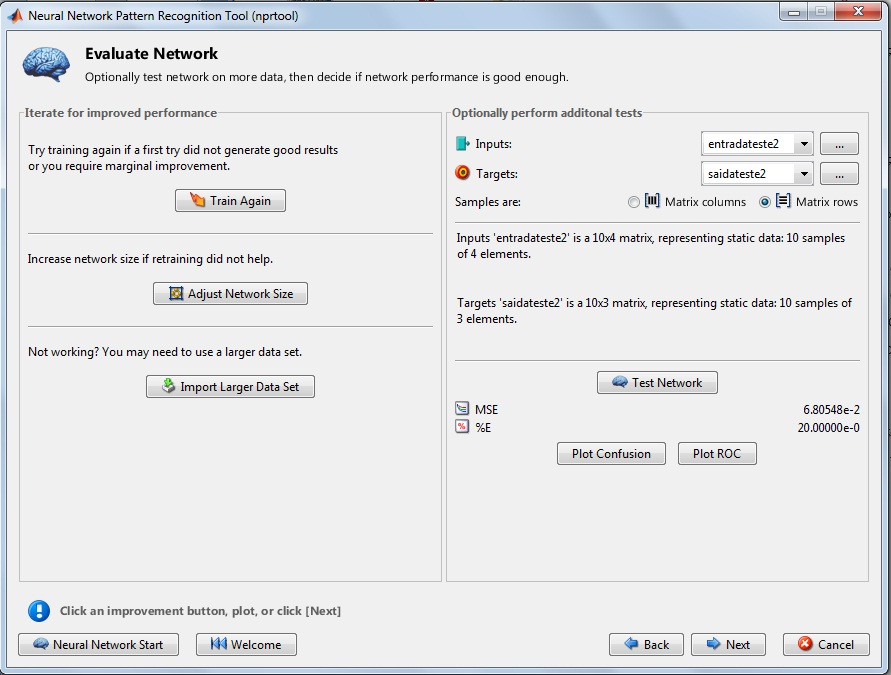 Neural Network Pattern Recognition Tool (nprtool)
Evaluate Network
Optionally test network on more data, then decide if network performance is good enough.
Iterate for improved performance
Try training again if a first try did not generate good results
or you require marginal improvement.
Train Again
Increase network size if retraining did not help.
Adjust Network Size
Not working? You may need to use a larger data set.
Import Larger Data Set
Optionally perform additonal tests
Inputs: entradateste2 ...
Targets: saidateste2 ...
Samples are: Matrix columns Matrix rows
Inputs 'entradateste2' is a 10x4 matrix, representing static data: 10 samples
of 4 elements.
Targets 'saidateste2' is a 10x3 matrix, representing static data: 10 samples of
3 elements.
Test Network
MSE 6.80548e-2
% %E 20.00000e-0
Plot Confusion Plot ROC
Click an improvement button, plot, or click [Next]
Neural Network Start Welcome Back Next Cancel